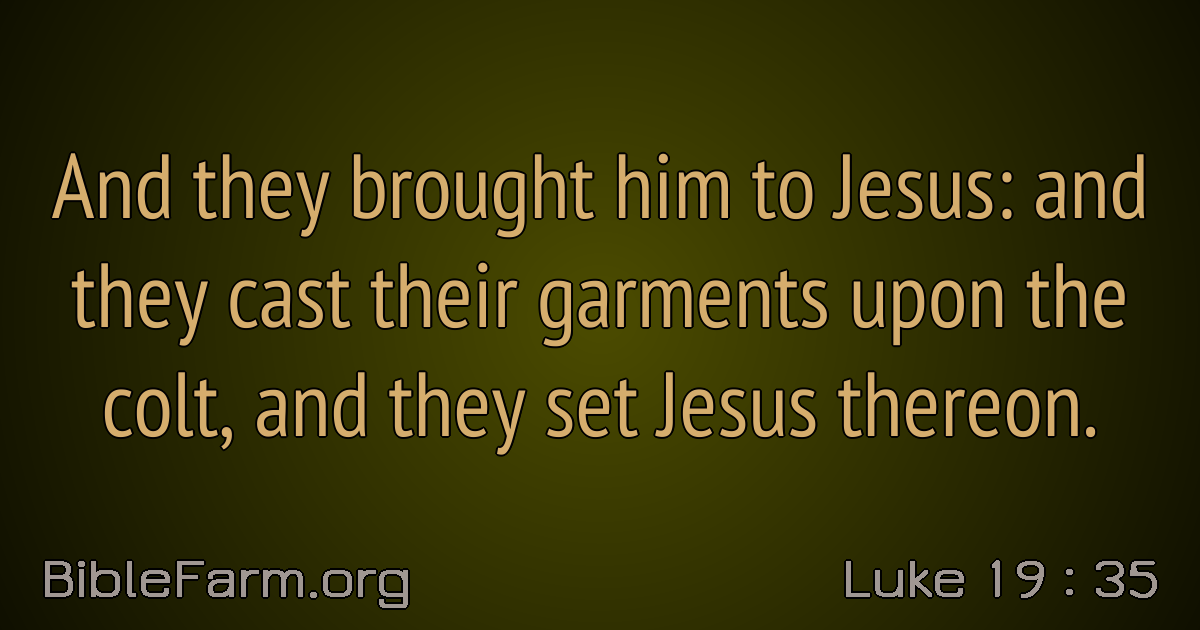 And they brought him to Jesus: and
they cast their garments upon the
colt, and they set Jesus thereon.
BibleFarm.org
Luke 19 : 35